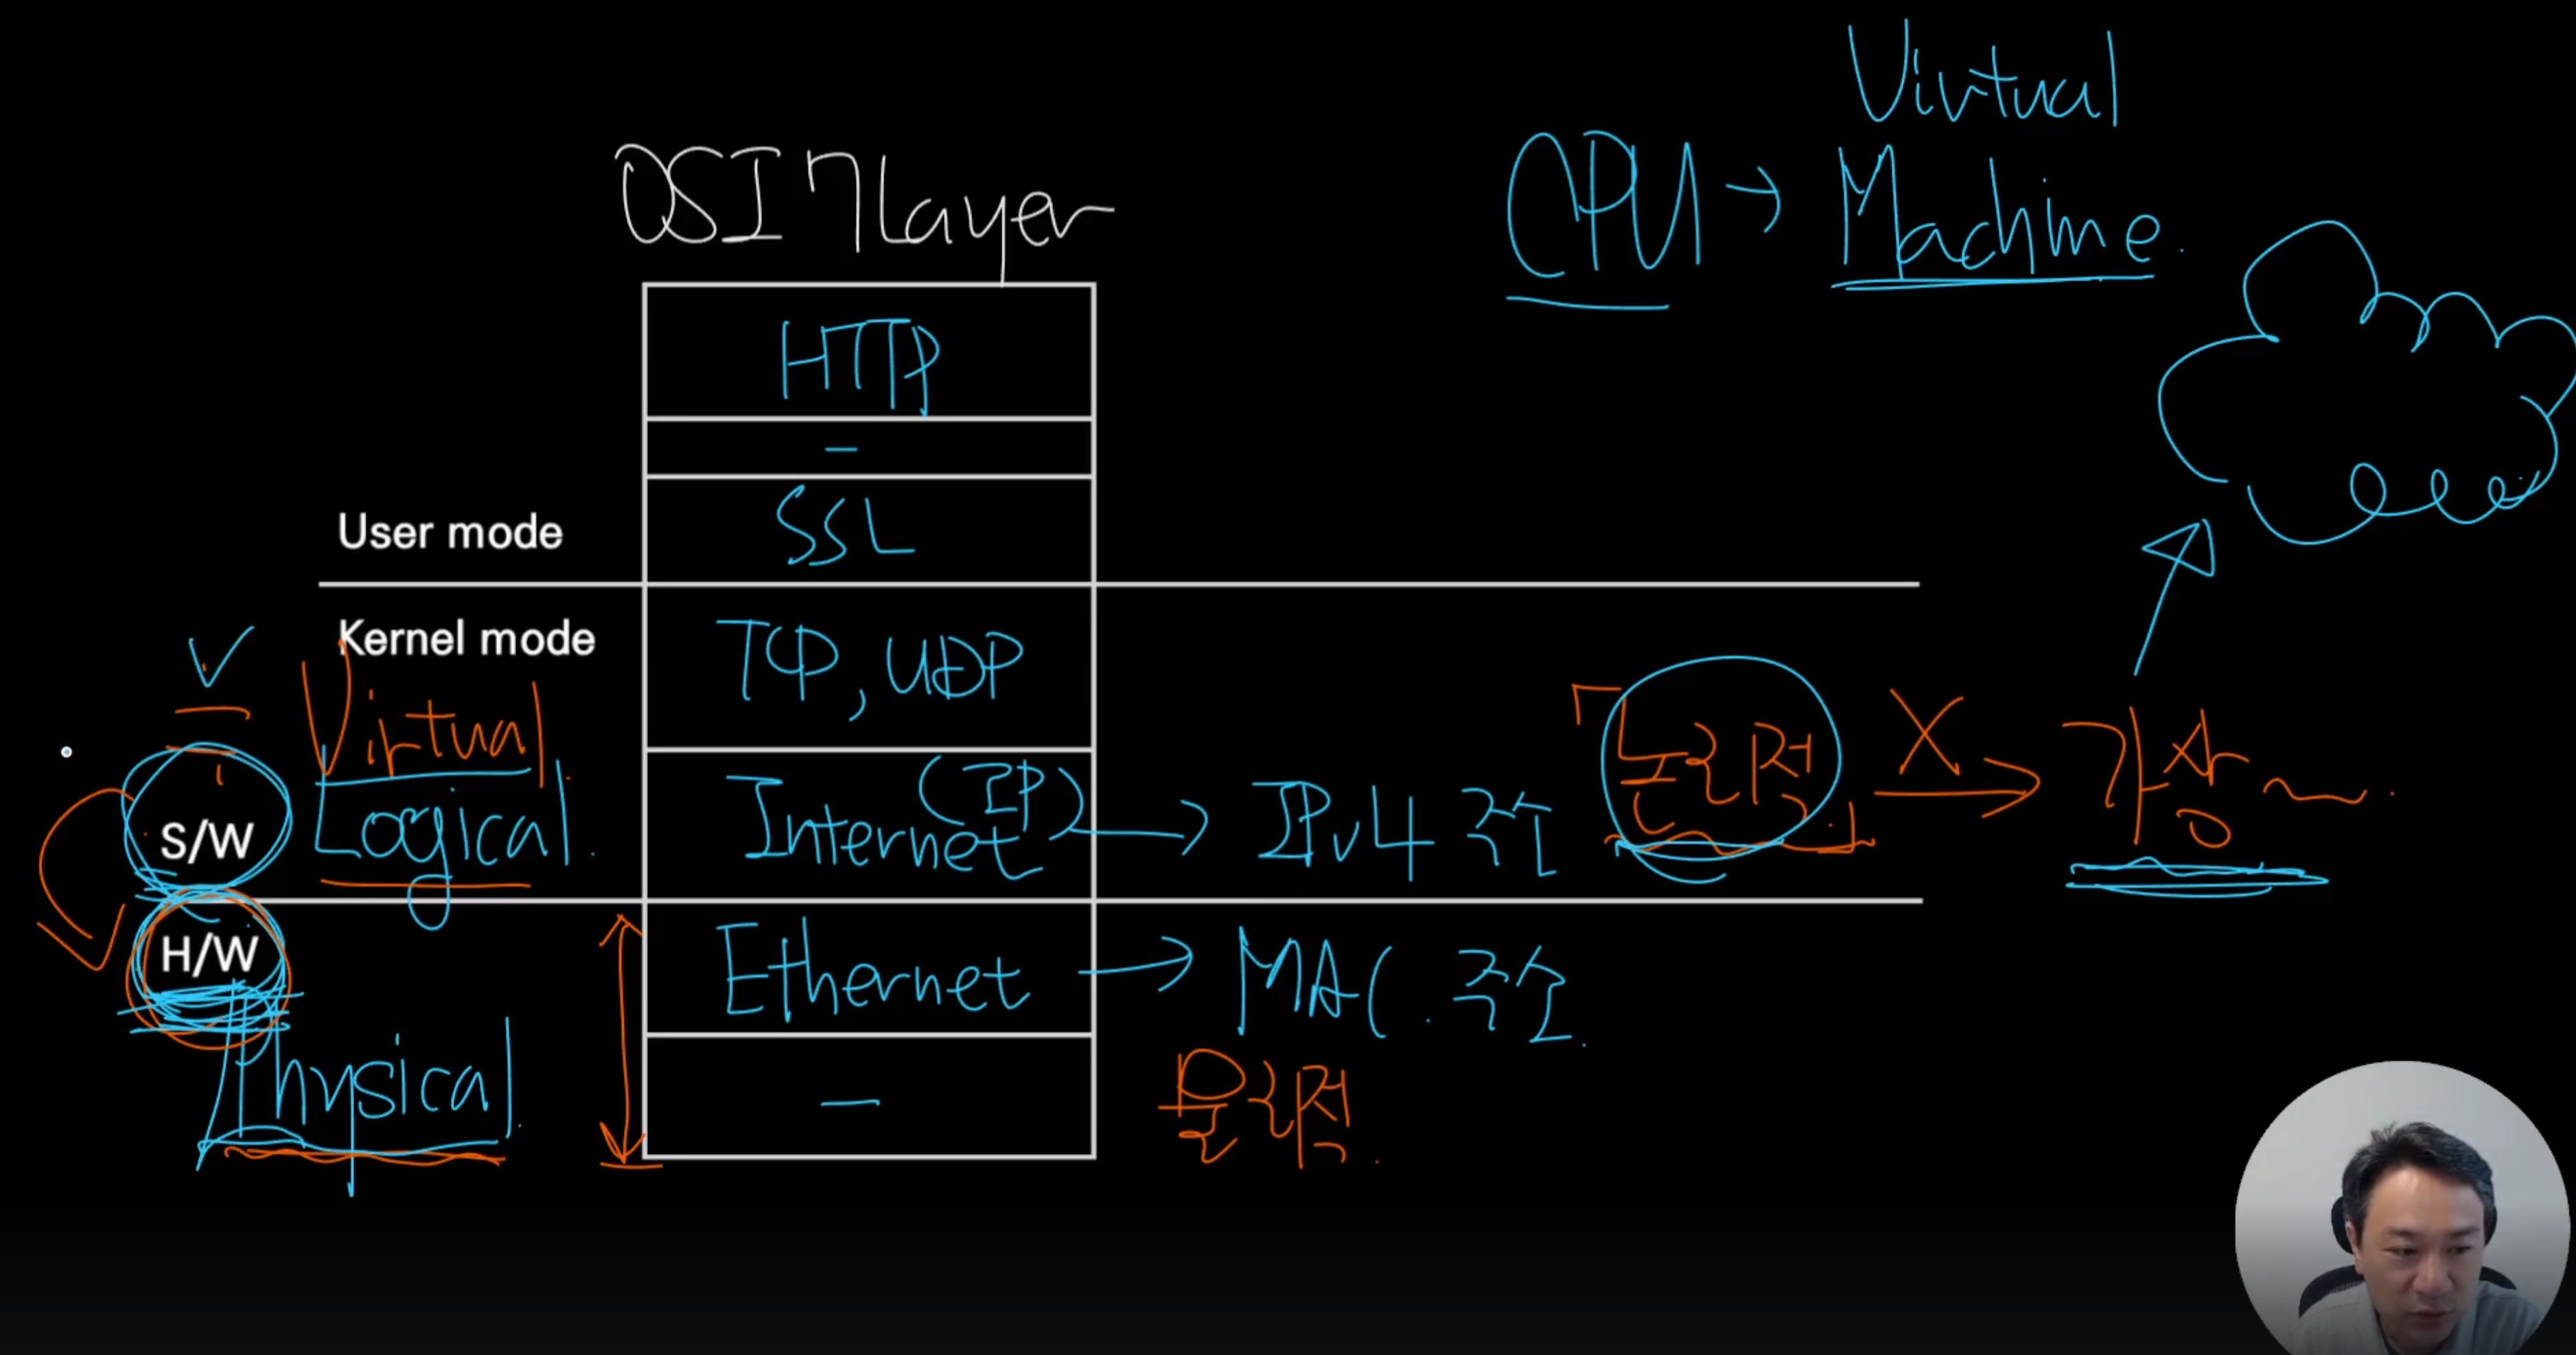 Virtual
CPU → Machine.
OSI 7 Layer
HTTP
-
SSL
User mode
Kernel mode
TCP, UDP
Virtual
Logical.
S/W
Internet (IP) → IPv4 주소 「논리적」 X → 가상~.
H/W
Ethernet → MAC. 주소.
Physical.
-
물리적.